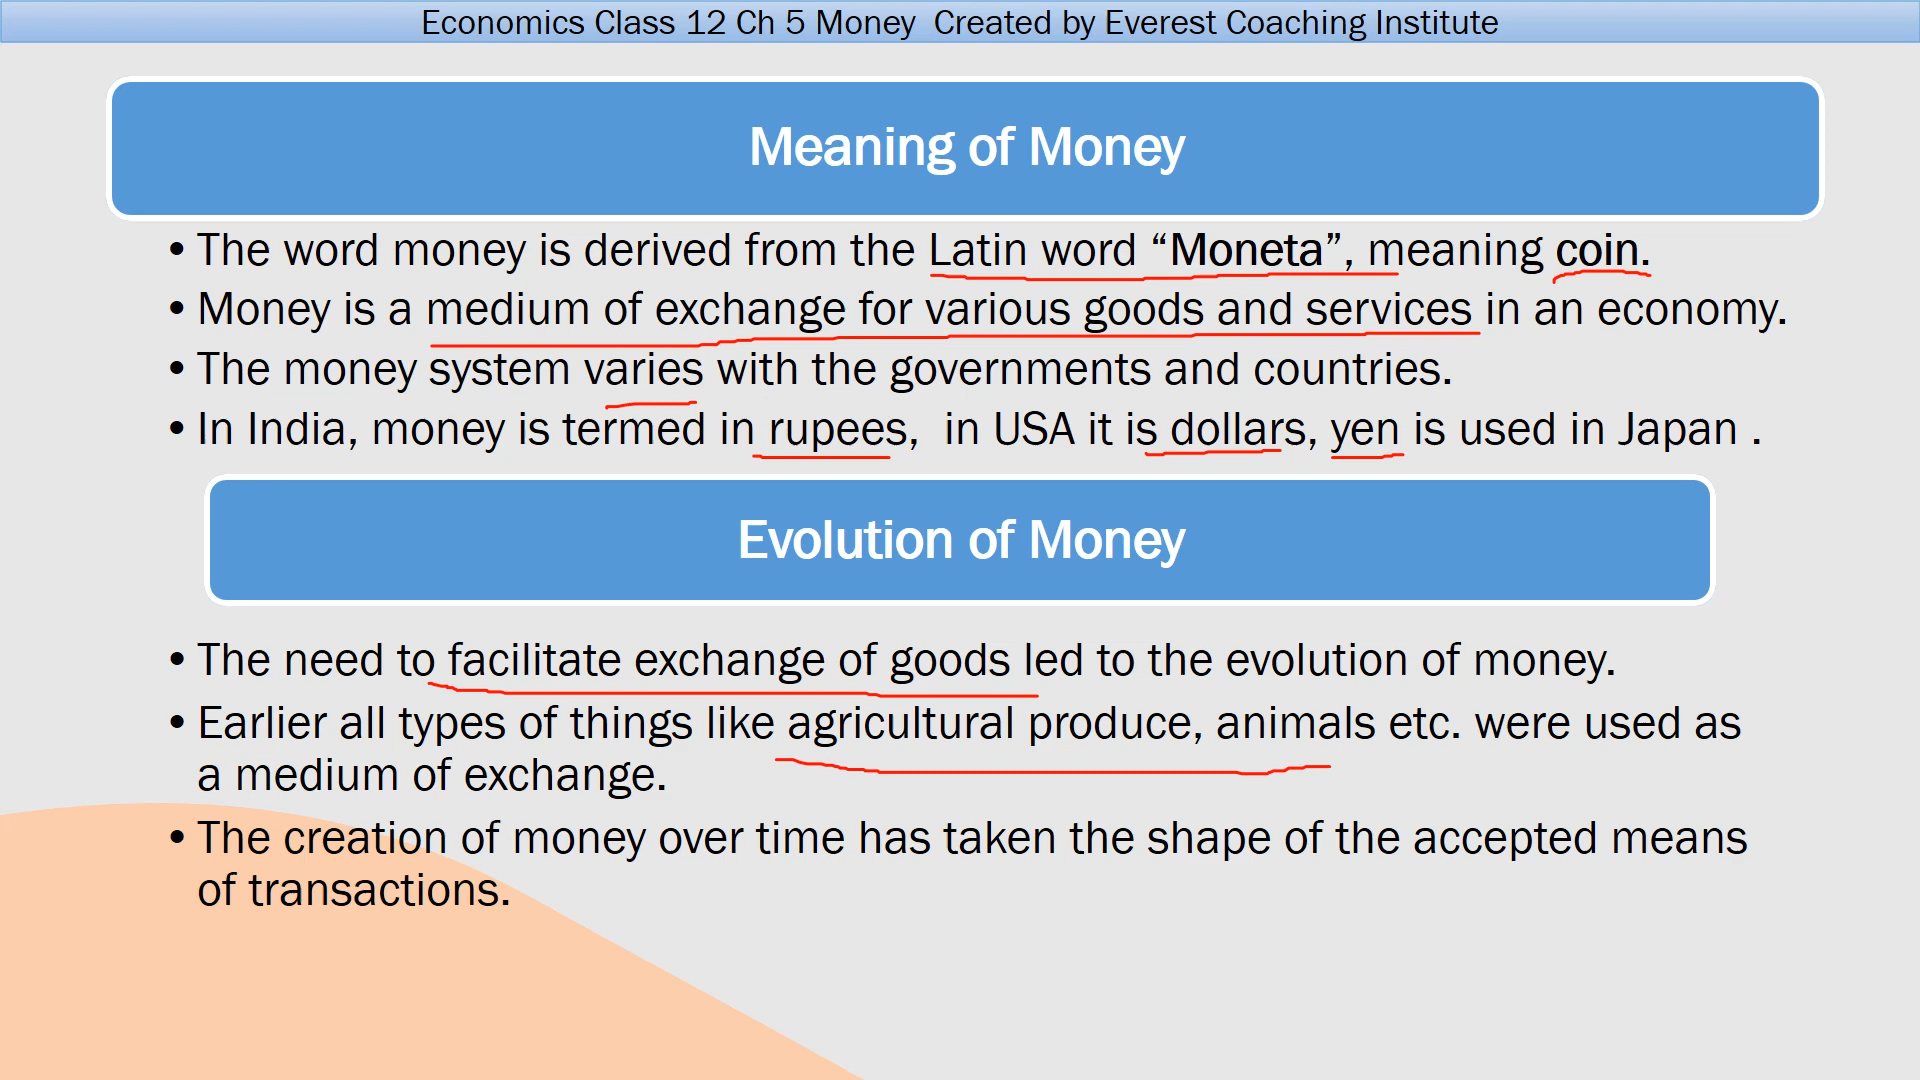 Economics Class 12 Ch 5 Money  Created by Everest Coaching Institute
Meaning of Money
• The word money is derived from the Latin word “Moneta”, meaning coin.
• Money is a medium of exchange for various goods and services in an economy.
• The money system varies with the governments and countries.
• In India, money is termed in rupees,  in USA it is dollars, yen is used in Japan .
Evolution of Money
• The need to facilitate exchange of goods led to the evolution of money.
• Earlier all types of things like agricultural produce, animals etc. were used as
a medium of exchange.
• The creation of money over time has taken the shape of the accepted means
of transactions.